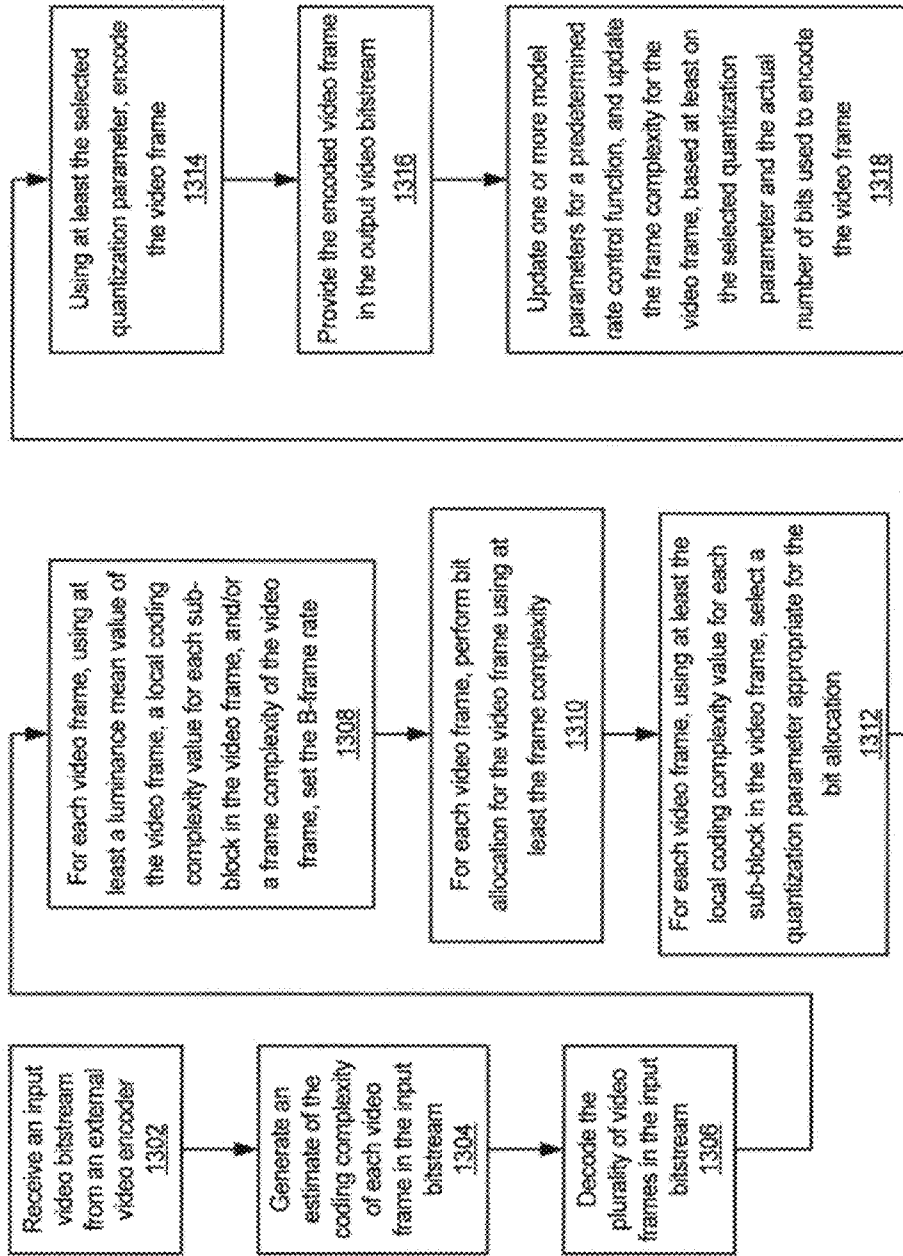 Receive an input
video bitstream
from an external
video encoder
1302
Generate an
estimate of the
coding complexity
of each video
frame in the input
bitstream
1304
Decode the
plurality of video
frames in the input
bitstream
1306
For each video frame, using at
least a luminance mean value of
the video frame, a local coding
complexity value for each sub-
block in the video frame, and/or
a frame complexity of the video
frame, set the B-frame rate
1308
For each video frame, perform bit
allocation for the video frame using at
least the frame complexity
1310
For each video frame, using at least the
local coding complexity value for each
sub-block in the video frame, select a
quantization parameter appropriate for the
bit allocation
1312
Using at least the selected
quantization parameter, encode
the video frame
1314
Provide the encoded video frame
in the output video bitstream
1316
Update one or more model
parameters for a predetermined
rate control function, and update
the frame complexity for the
video frame, based at least on
the selected quantization
parameter and the actual
number of bits used to encode
the video frame
1318